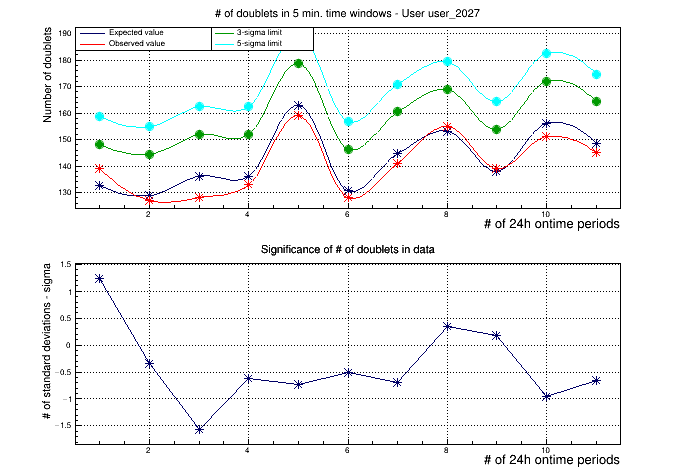 # of doublets in 5 min. time windows - User user_2027
Number of doublets
Expected value
Observed value
3-sigma limit
5-sigma limit
190
180
170
160
150
140
130
2 4 6 8 10
# of 24h ontime periods
Significance of # of doublets in data
# of standard deviations - sigma
1.5
1
0.5
0
−0.5
−1
−1.5
2 4 6 8 10
# of 24h ontime periods